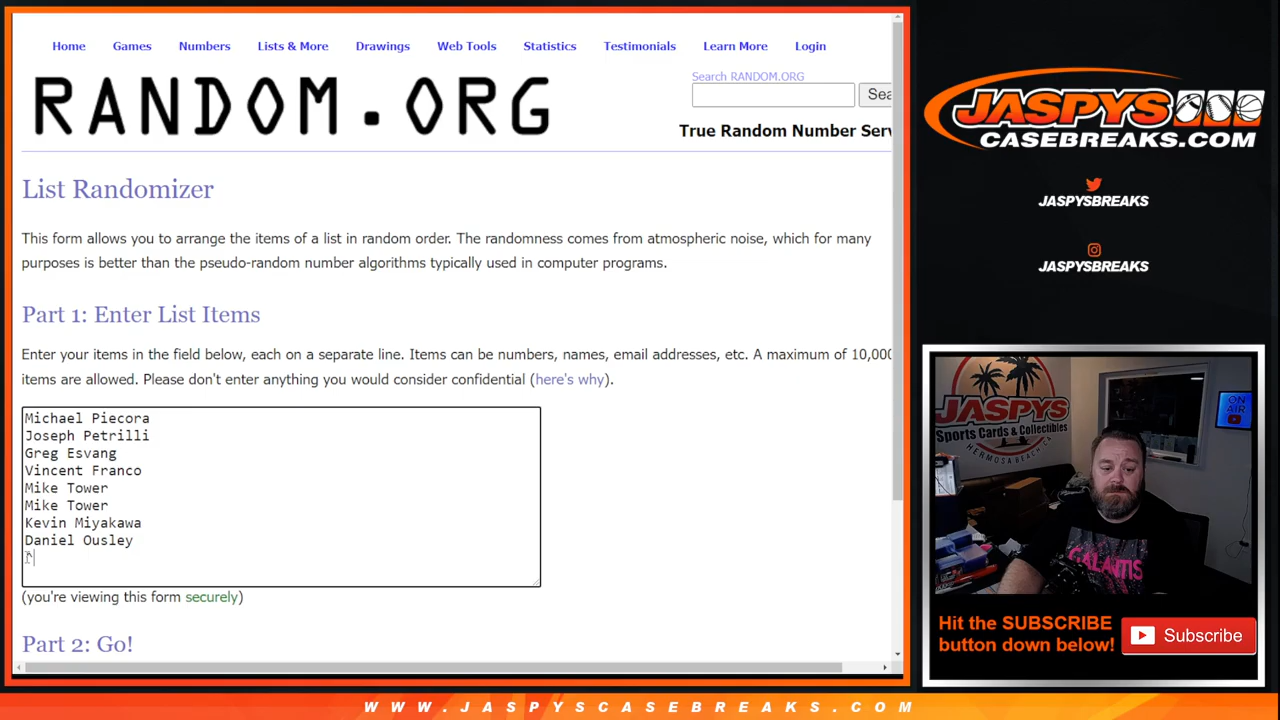 Home Games Numbers Lists & More Drawings Web Tools Statistics Testimonials Learn More Login
RANDOM.ORG
Search RANDOM.ORG
Sea
True Random Number Serv
List Randomizer
This form allows you to arrange the items of a list in random order. The randomness comes from atmospheric noise, which for many
purposes is better than the pseudo-random number algorithms typically used in computer programs.
Part 1: Enter List Items
Enter your items in the field below, each on a separate line. Items can be numbers, names, email addresses, etc. A maximum of 10,000
items are allowed. Please don't enter anything you would consider confidential (here's why).
Michael Piecora
Joseph Petrilli
Greg Esvang
Vincent Franco
Mike Tower
Mike Tower
Kevin Miyakawa
Daniel Ousley
(you're viewing this form securely)
Part 2: Go!
JASPYS
CASEBREAKS.COM
JASPYSBREAKS
JASPYSBREAKS
JASPYS
Sports Cards & Collectibles
HERMOSA BEACH, CA
ON
AIR
GALANTIS
Hit the SUBSCRIBE
button down below!
Subscribe
WWW.JASPYSCASEBREAKS.COM